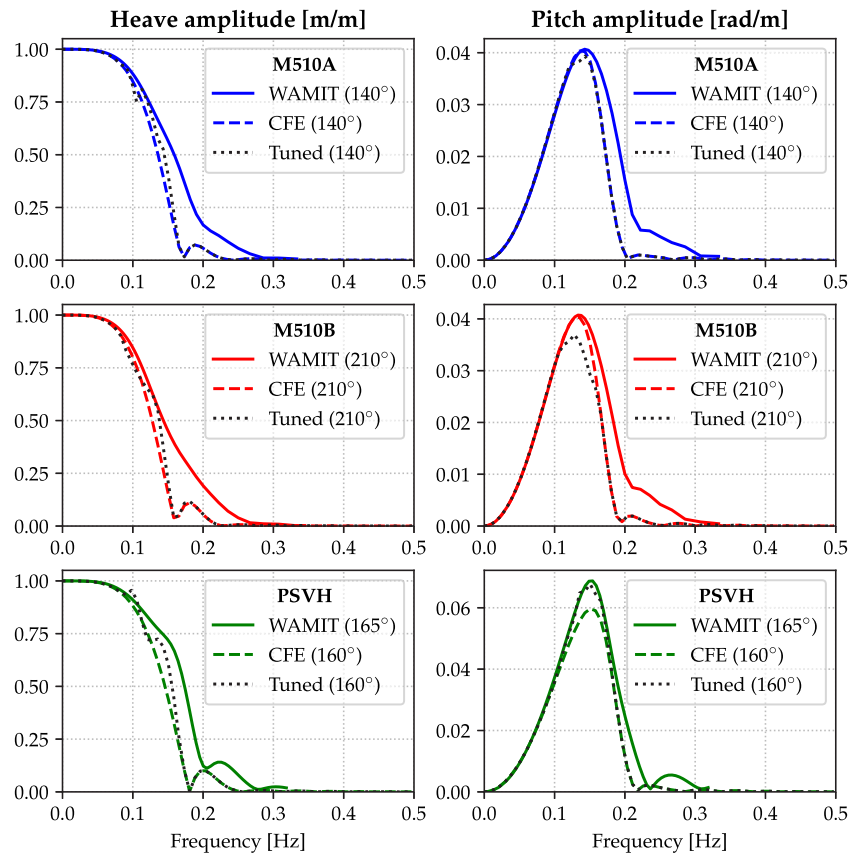 Heave amplitude [m/m]
Pitch amplitude [rad/m]
1.00
0.75
0.50
0.25
0.00
0.0 0.1 0.2 0.3 0.4 0.5
M510A
WAMIT (140°)
CFE (140°)
Tuned (140°)
0.04
0.03
0.02
0.01
0.00
0.0 0.1 0.2 0.3 0.4 0.5
M510A
WAMIT (140°)
CFE (140°)
Tuned (140°)
1.00
0.75
0.50
0.25
0.00
0.0 0.1 0.2 0.3 0.4 0.5
M510B
WAMIT (210°)
CFE (210°)
Tuned (210°)
0.04
0.03
0.02
0.01
0.00
0.0 0.1 0.2 0.3 0.4 0.5
M510B
WAMIT (210°)
CFE (210°)
Tuned (210°)
1.00
0.75
0.50
0.25
0.00
0.0 0.1 0.2 0.3 0.4 0.5
PSVH
WAMIT (165°)
CFE (160°)
Tuned (160°)
Frequency [Hz]
0.06
0.04
0.02
0.00
0.0 0.1 0.2 0.3 0.4 0.5
PSVH
WAMIT (165°)
CFE (160°)
Tuned (160°)
Frequency [Hz]